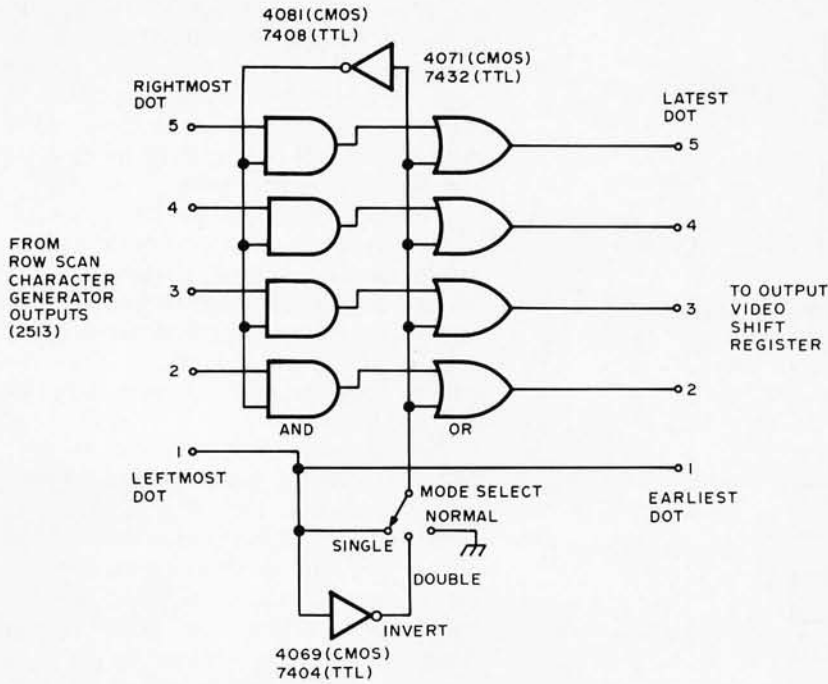 4081(CMOS)
7408(TTL)
4071(CMOS)
7432(TTL)
RIGHTMOST
DOT
LATEST
DOT
5
5
4
4
FROM
ROW SCAN
CHARACTER
GENERATOR
OUTPUTS
(2513)
3
3
TO OUTPUT
VIDEO
SHIFT
REGISTER
2
2
AND
OR
1
1
LEFTMOST
DOT
EARLIEST
DOT
MODE SELECT
NORMAL
SINGLE
DOUBLE
INVERT
4069(CMOS)
7404(TTL)